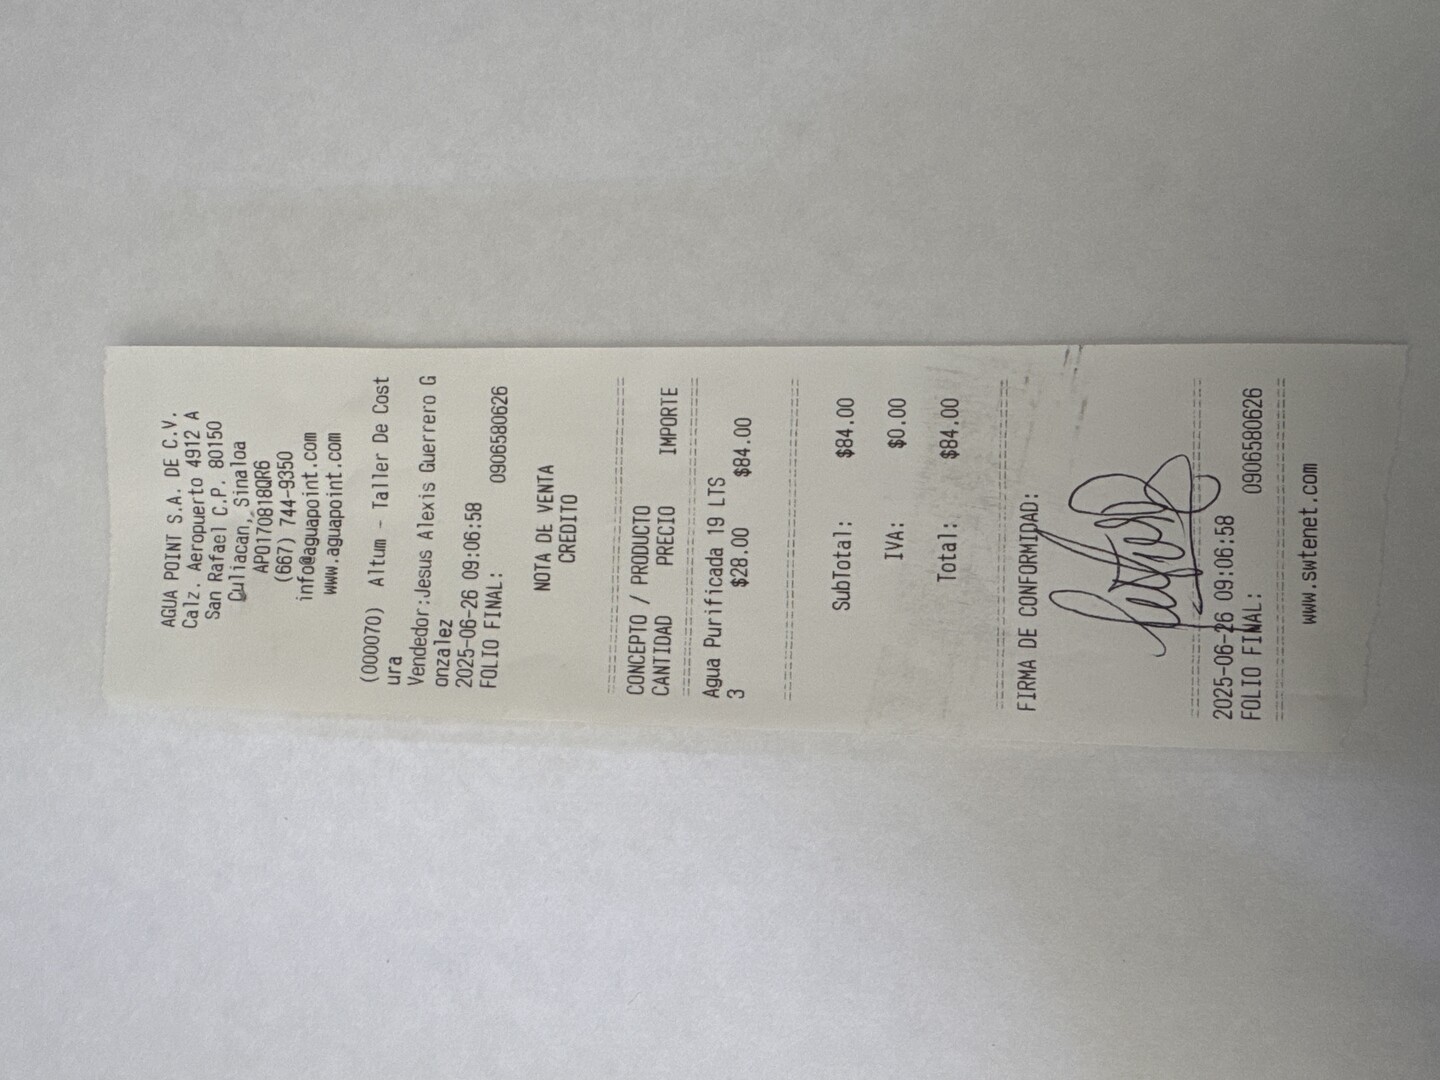 AGUA POINT S.A. DE C.V.
Calz. Aeropuerto 4912 A
San Rafael C.P. 80150
Culiacan, Sinaloa
APO170818QR6
(667) 744-9350
info@aguapoint.com
www.aguapoint.com
(000070) Altum - Taller De Cost
ura
Vendedor:Jesus Alexis Guerrero G
onzalez
2025-06-26 09:06:58
FOLIO FINAL: 0906580626
NOTA DE VENTA
CREDITO
CONCEPTO / PRODUCTO
CANTIDAD PRECIO IMPORTE
Agua Purificada 19 LTS
3 $28.00 $84.00
SubTotal: $84.00
IVA: $0.00
Total: $84.00
FIRMA DE CONFORMIDAD:
2025-06-26 09:06:58
FOLIO FINAL: 0906580626
www.swtenet.com